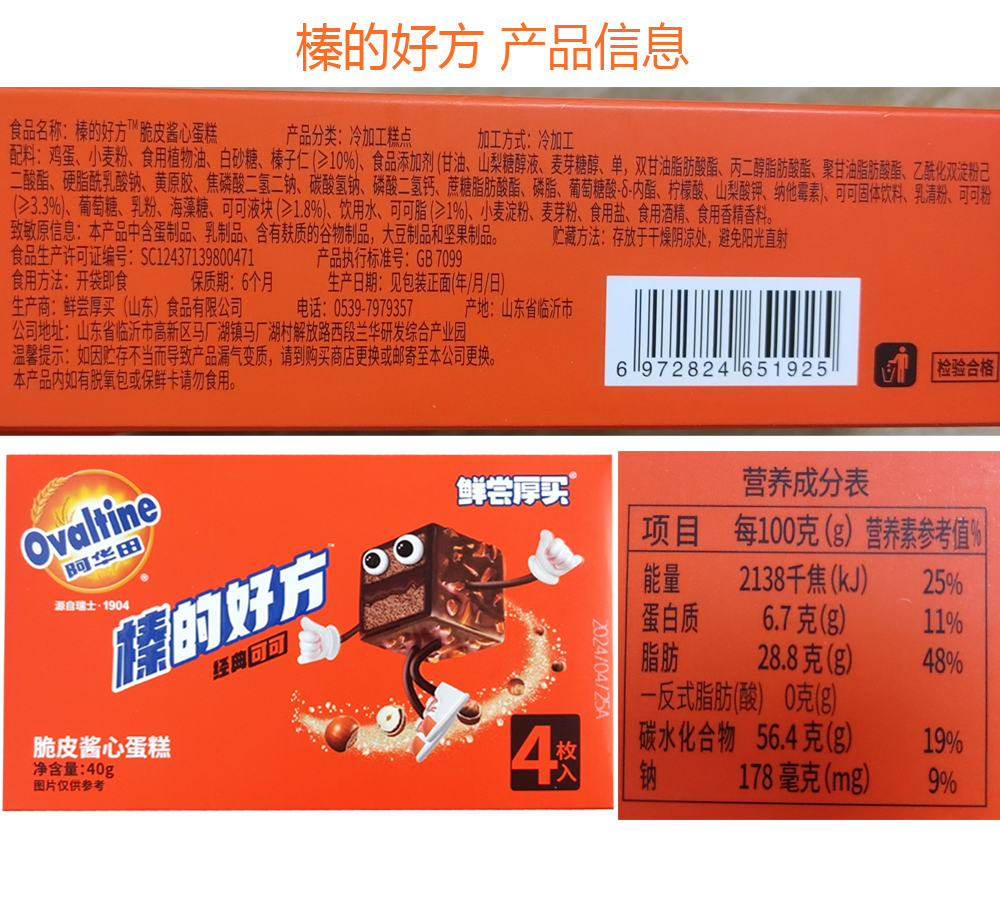 榛的好方 产品信息
食品名称：榛的好方™脆皮酱心蛋糕 产品分类：冷加工糕点 加工方式：冷加工
配料：鸡蛋、小麦粉、食用植物油、白砂糖、榛子仁(≥10%)、食品添加剂(甘油、山梨糖醇液、麦芽糖醇、单，双甘油脂肪酸酯、丙二醇脂肪酸酯、聚甘油脂肪酸酯、乙酰化双淀粉己
二酸酯、硬脂酰乳酸钠、黄原胶、焦磷酸二氢二钠、碳酸氢钠、磷酸二氢钙、蔗糖脂肪酸酯、磷脂、葡萄糖酸-δ-内酯、柠檬酸、山梨酸钾、纳他霉素)、可可固体饮料、乳清粉、可可粉
(≥3.3%)、葡萄糖、乳粉、海藻糖、可可液块(≥1.8%)、饮用水、可可脂(≥1%)、小麦淀粉、麦芽粉、食用盐、食用酒精、食用香精香料。
致敏原信息：本产品中含蛋制品、乳制品、含有麸质的谷物制品，大豆制品和坚果制品。 贮藏方法：存放于干燥阴凉处，避免阳光直射
食品生产许可证编号：SC12437139800471 产品执行标准号：GB 7099
食用方法：开袋即食 保质期：6个月 生产日期：见包装正面(年/月/日)
生产商：鲜尝厚买（山东）食品有限公司 电话：0539-7979357 产地：山东省临沂市
公司地址：山东省临沂市高新区马厂湖镇马厂湖村解放路西段兰华研发综合产业园
温馨提示：如因贮存不当而导致产品漏气变质，请到购买商店更换或邮寄至本公司更换。
本产品内如有脱氧包或保鲜卡请勿食用。
6 972824 651925
检验合格
Ovaltine
阿华田
®
源自瑞士·1904
鲜尝厚买®
榛的好方™
经典可可
2024/04/25A
脆皮酱心蛋糕
净含量：40g
图片仅供参考
4枚入
营养成分表
项目 每100克(g) 营养素参考值%
能量 2138千焦(kJ) 25%
蛋白质 6.7克(g) 11%
脂肪 28.8克(g) 48%
一反式脂肪(酸) 0克(g)
碳水化合物 56.4克(g) 19%
钠 178毫克(mg) 9%